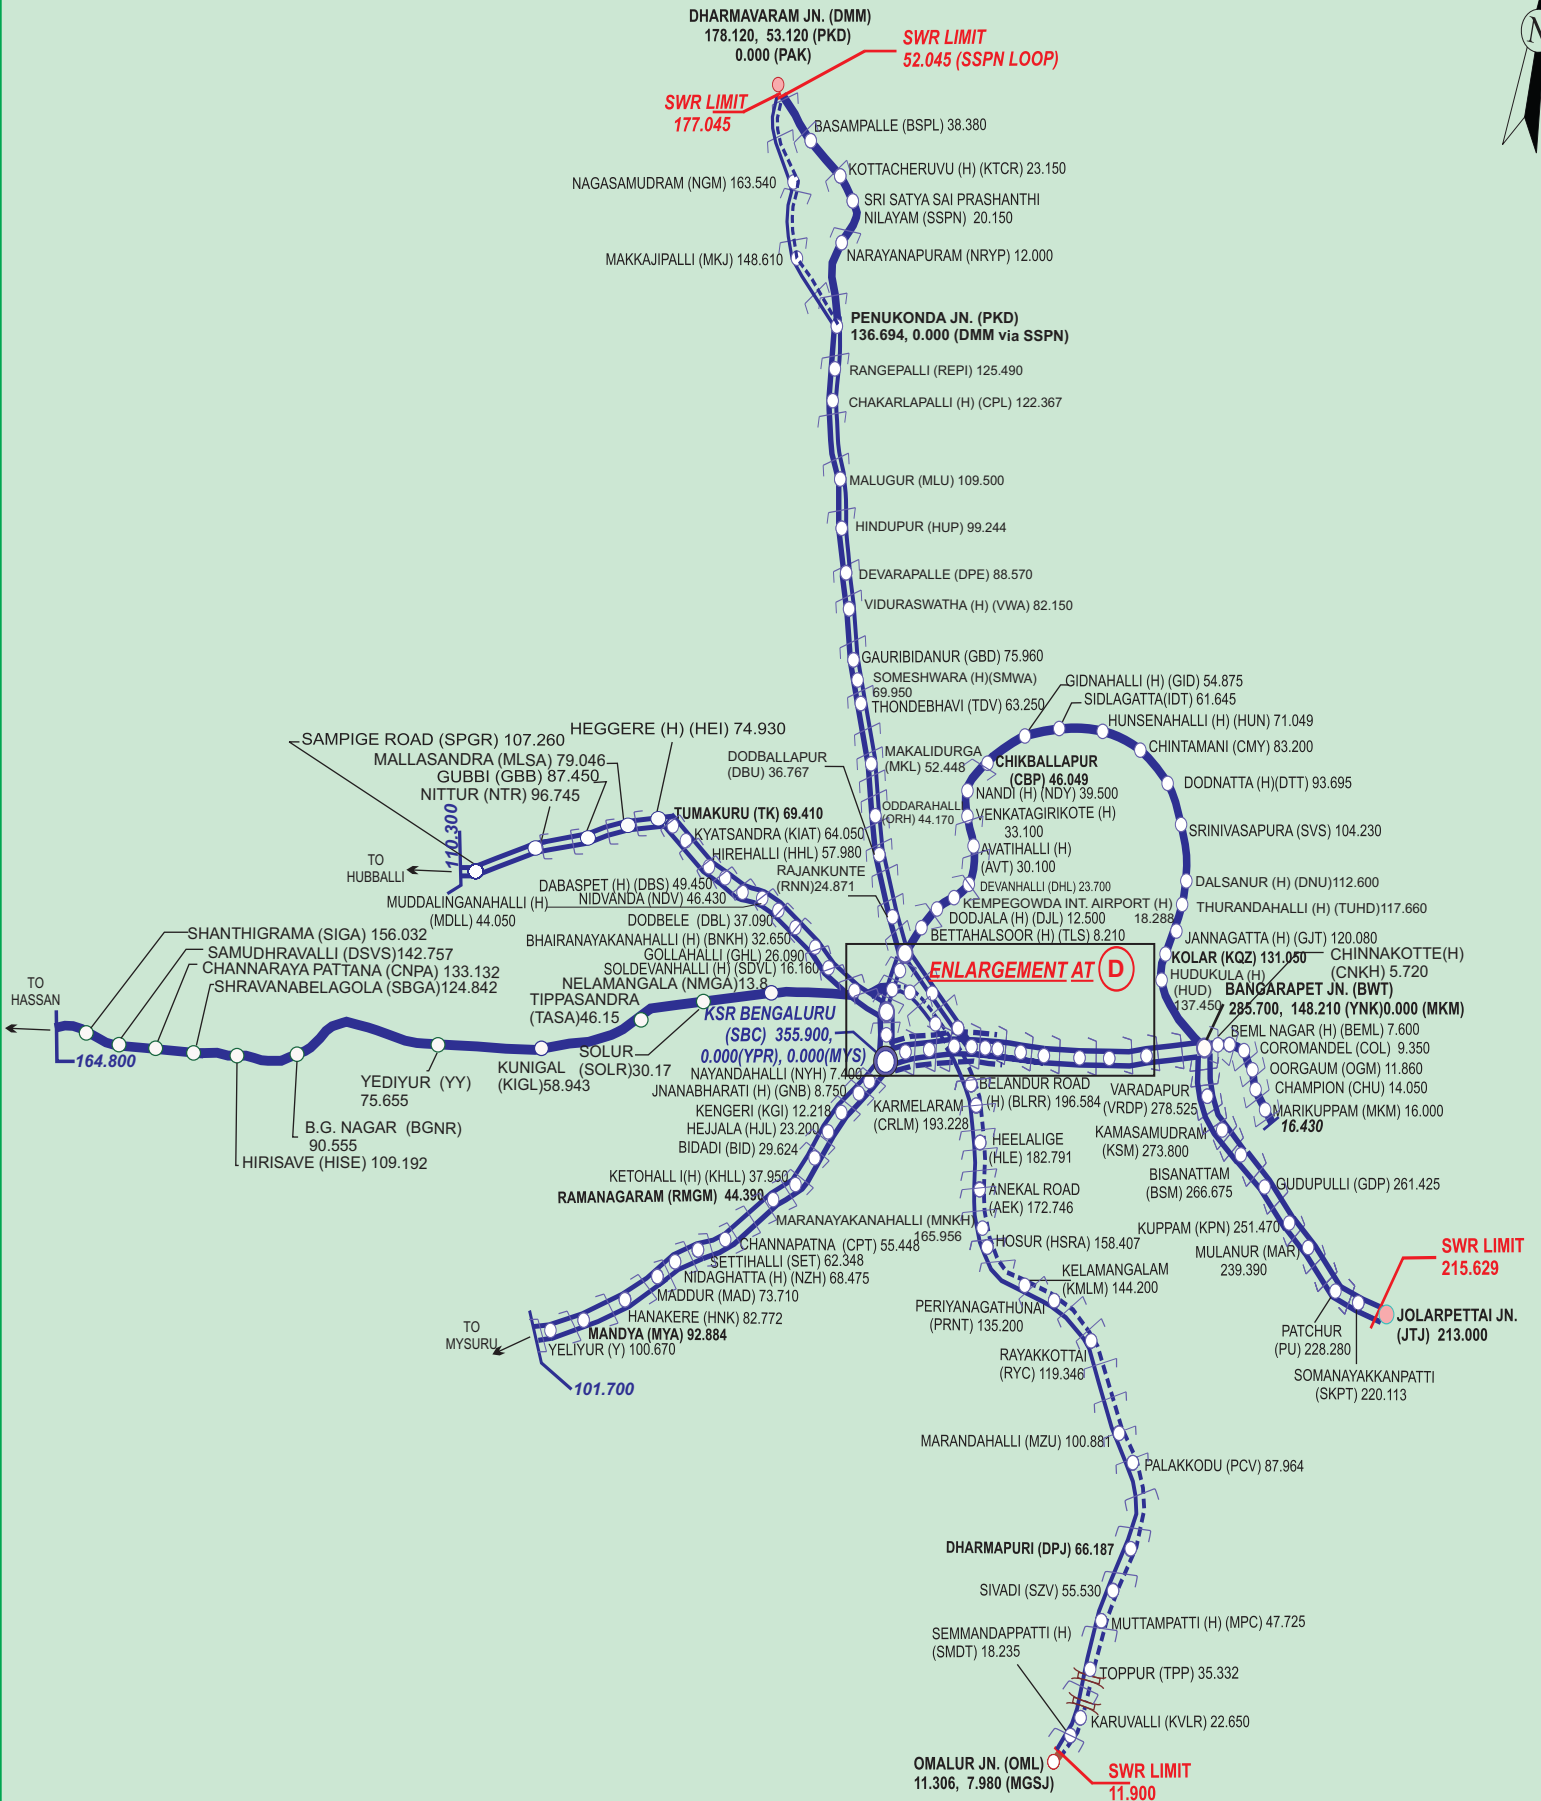 DHARMAVARAM JN. (DMM)
178.120, 53.120 (PKD)
0.000 (PAK)
SWR LIMIT
52.045 (SSPN LOOP)
SWR LIMIT
177.045
N
BASAMPALLE (BSPL) 38.380
KOTTACHERUVU (H) (KTCR) 23.150
NAGASAMUDRAM (NGM) 163.540
SRI SATYA SAI PRASHANTHI
NILAYAM (SSPN) 20.150
MAKKAJIPALLI (MKJ) 148.610
NARAYANAPURAM (NRYP) 12.000
PENUKONDA JN. (PKD)
136.694, 0.000 (DMM via SSPN)
RANGEPALLI (REPI) 125.490
CHAKARLAPALLI (H) (CPL) 122.367
MALUGUR (MLU) 109.500
HINDUPUR (HUP) 99.244
DEVARAPALLE (DPE) 88.570
VIDURASWATHA (H) (VWA) 82.150
GAURIBIDANUR (GBD) 75.960
SOMESHWARA (H)(SMWA)
69.950
THONDEBHAVI (TDV) 63.250
GIDNAHALLI (H) (GID) 54.875
SIDLAGATTA(IDT) 61.645
HUNSENAHALLI (H) (HUN) 71.049
CHINTAMANI (CMY) 83.200
DODNATTA (H)(DTT) 93.695
SRINIVASAPURA (SVS) 104.230
DALSANUR (H) (DNU)112.600
THURANDAHALLI (H) (TUHD)117.660
JANNAGATTA (H) (GJT) 120.080
KOLAR (KQZ) 131.050
HUDUKULA (H)
(HUD)
137.450
CHINNAKOTTE(H)
(CNKH) 5.720
BANGARAPET JN. (BWT)
285.700, 148.210 (YNK)0.000 (MKM)
HEGGERE (H) (HEI) 74.930
SAMPIGE ROAD (SPGR) 107.260
MALLASANDRA (MLSA) 79.046
GUBBI (GBB) 87.450
NITTUR (NTR) 96.745
110.300
TO
HUBBALLI
DODBALLAPUR
(DBU) 36.767
MAKALIDURGA
(MKL) 52.448
CHIKBALLAPUR
(CBP) 46.049
NANDI (H) (NDY) 39.500
ODDARAHALLI
(ORH) 44.170
VENKATAGIRIKOTE (H)
33.100
AVATIHALLI (H)
(AVT) 30.100
DEVANHALLI (DHL) 23.700
KEMPEGOWDA INT. AIRPORT (H)
18.288
DODJALA (H) (DJL) 12.500
BETTAHALSOOR (H) (TLS) 8.210
TUMAKURU (TK) 69.410
KYATSANDRA (KIAT) 64.050
HIREHALLI (HHL) 57.980
RAJANKUNTE
(RNN)24.871
DABASPET (H) (DBS) 49.450
NIDVANDA (NDV) 46.430
MUDDALINGANAHALLI (H)
(MDLL) 44.050
DODBELE (DBL) 37.090
BHAIRANAYAKANAHALLI (H) (BNKH) 32.650
GOLLAHALLI (GHL) 26.090
SOLDEVANHALLI (H) (SDVL) 16.160
NELAMANGALA (NMGA)13.8
TIPPASANDRA
(TASA)46.15
ENLARGEMENT AT D
SHANTHIGRAMA (SIGA) 156.032
SAMUDHRAVALLI (DSVS)142.757
CHANNARAYA PATTANA (CNPA) 133.132
SHRAVANABELAGOLA (SBGA)124.842
TO
HASSAN
164.800
KSR BENGALURU
(SBC) 355.900,
0.000(YPR), 0.000(MYS)
SOLUR
(SOLR)30.17
KUNIGAL
(KIGL)58.943
YEDIYUR (YY)
75.655
B.G. NAGAR (BGNR)
90.555
HIRISAVE (HISE) 109.192
BEML NAGAR (H) (BEML) 7.600
COROMANDEL (COL) 9.350
OORGAUM (OGM) 11.860
CHAMPION (CHU) 14.050
MARIKUPPAM (MKM) 16.000
16.430
NAYANDAHALLI (NYH) 7.400
JNANABHARATI (H) (GNB) 8.750
KENGERI (KGI) 12.218
HEJJALA (HJL) 23.200
BIDADI (BID) 29.624
KETOHALL I(H) (KHLL) 37.950
RAMANAGARAM (RMGM) 44.390
CHANNAPATNA (CPT) 55.448
SETTIHALLI (SET) 62.348
NIDAGHATTA (H) (NZH) 68.475
MADDUR (MAD) 73.710
HANAKERE (HNK) 82.772
MANDYA (MYA) 92.884
YELIYUR (Y) 100.670
TO
MYSURU
101.700
BELANDUR ROAD
(H) (BLRR) 196.584
KARMELARAM
(CRLM) 193.228
HEELALIGE
(HLE) 182.791
ANEKAL ROAD
(AEK) 172.746
MARANAYAKANAHALLI (MNKH)
165.956
HOSUR (HSRA) 158.407
KELAMANGALAM
(KMLM) 144.200
PERIYANAGATHUNAI
(PRNT) 135.200
RAYAKKOTTAI
(RYC) 119.346
MARANDAHALLI (MZU) 100.881
PALAKKODU (PCV) 87.964
DHARMAPURI (DPJ) 66.187
SIVADI (SZV) 55.530
MUTTAMPATTI (H) (MPC) 47.725
SEMMANDAPPATTI (H)
(SMDT) 18.235
TOPPUR (TPP) 35.332
KARUVALLI (KVLR) 22.650
OMALUR JN. (OML)
11.306, 7.980 (MGSJ)
SWR LIMIT
11.900
VARADAPUR
(VRDP) 278.525
KAMASAMUDRAM
(KSM) 273.800
BISANATTAM
(BSM) 266.675
GUDUPULLI (GDP) 261.425
KUPPAM (KPN) 251.470
MULANUR (MAR)
239.390
SWR LIMIT
215.629
JOLARPETTAI JN.
(JTJ) 213.000
PATCHUR
(PU) 228.280
SOMANAYAKKANPATTI
(SKPT) 220.113